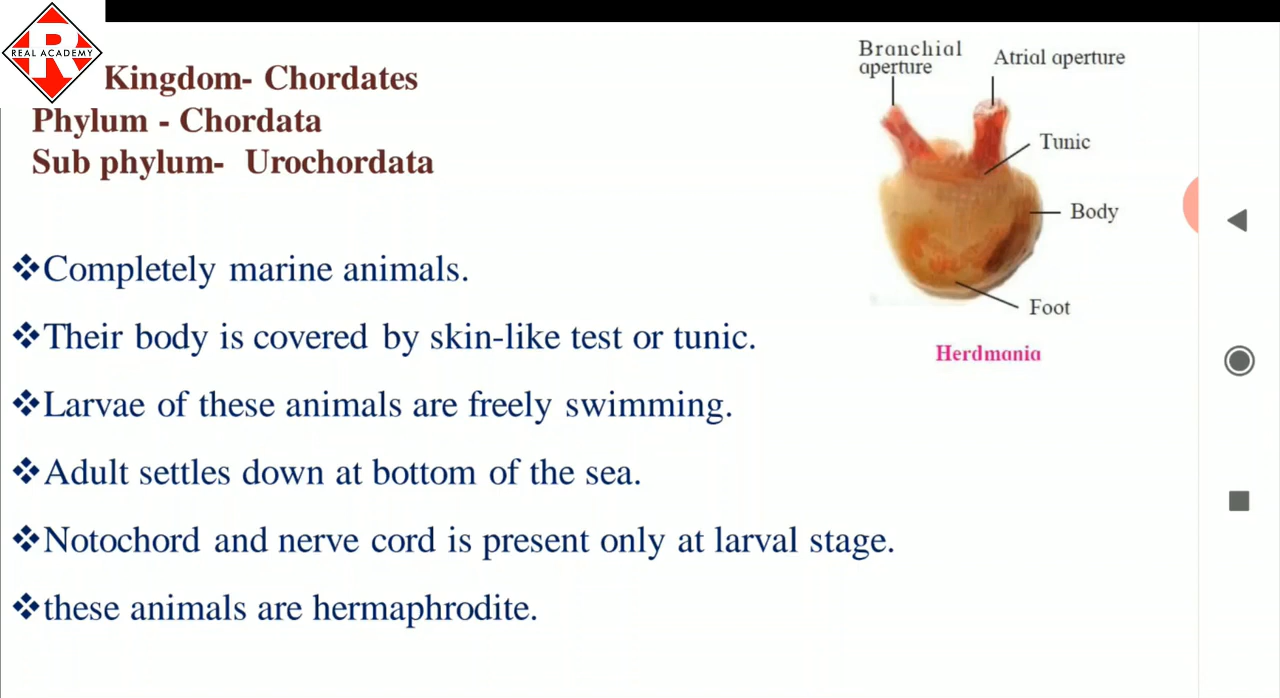 REAL ACADEMY
Kingdom- Chordates
Phylum - Chordata
Sub phylum- Urochordata
❖Completely marine animals.
❖Their body is covered by skin-like test or tunic.
❖Larvae of these animals are freely swimming.
❖Adult settles down at bottom of the sea.
❖Notochord and nerve cord is present only at larval stage.
❖these animals are hermaphrodite.
Branchial
aperture
Atrial aperture
Tunic
Body
Foot
Herdmania